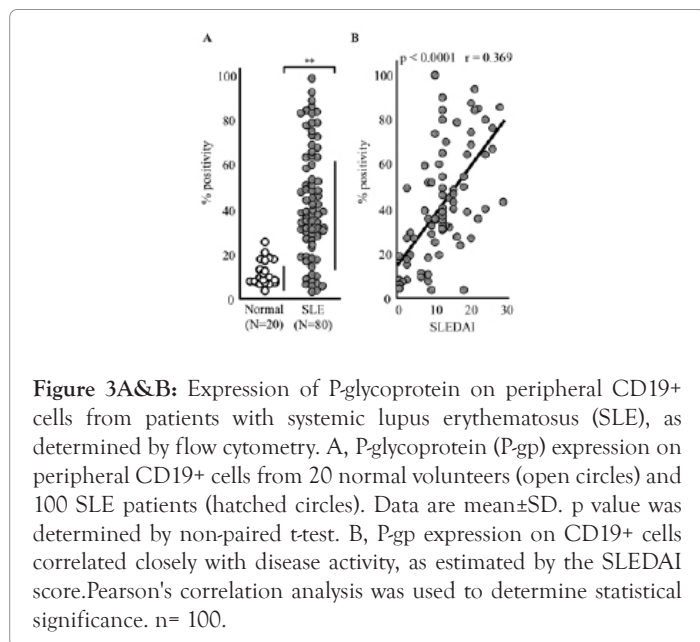 A
B
**
p < 0.0001 r = 0.369
100
80
60
40
20
0
% positivity
Normal
(N=20)
SLE
(N=80)
100
80
60
40
20
0
% positivity
0
10
20
30
SLEDAI
Figure 3A&B: Expression of P-glycoprotein on peripheral CD19+
cells from patients with systemic lupus erythematosus (SLE), as
determined by flow cytometry. A, P-glycoprotein (P-gp) expression on
peripheral CD19+ cells from 20 normal volunteers (open circles) and
100 SLE patients (hatched circles). Data are mean±SD. p value was
determined by non-paired t-test. B, P-gp expression on CD19+ cells
correlated closely with disease activity, as estimated by the SLEDAI
score.Pearson's correlation analysis was used to determine statistical
significance. n= 100.